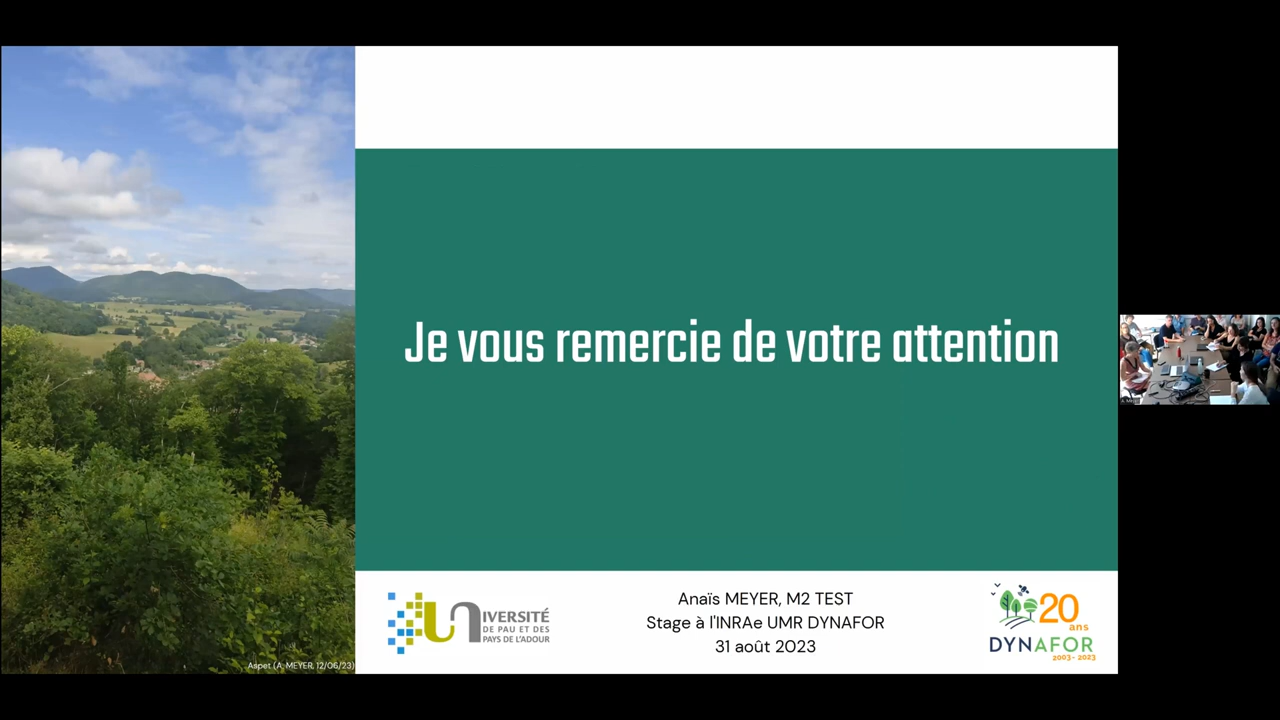 Je vous remercie de votre attention
Aspet (A. MEYER, 12/06/23)
UNIVERSITÉ
DE PAU ET DES
PAYS DE L'ADOUR
Anaïs MEYER, M2 TEST
Stage à l'INRAe UMR DYNAFOR
31 août 2023
20
ans
DYNAFOR
2003-2023